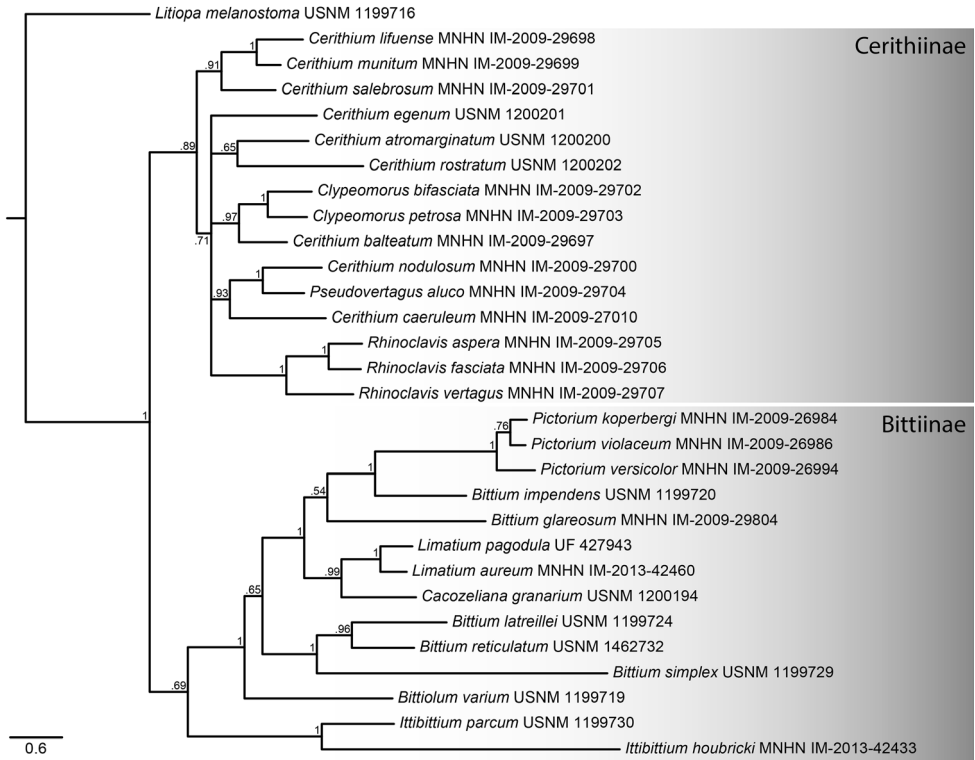 Litiopa melanostoma USNM 1199716
Cerithium lifuense MNHN IM-2009-29698
Cerithiinae
1
Cerithium munitum MNHN IM-2009-29699
.91
Cerithium salebrosum MNHN IM-2009-29701
Cerithium egenum USNM 1200201
Cerithium atromarginatum USNM 1200200
.89
.65
Cerithium rostratum USNM 1200202
Clypeomorus bifasciata MNHN IM-2009-29702
1
Clypeomorus petrosa MNHN IM-2009-29703
.97
Cerithium balteatum MNHN IM-2009-29697
.71
Cerithium nodulosum MNHN IM-2009-29700
1
Pseudovertagus aluco MNHN IM-2009-29704
.93
Cerithium caeruleum MNHN IM-2009-27010
Rhinoclavis aspera MNHN IM-2009-29705
1
Rhinoclavis fasciata MNHN IM-2009-29706
1
Rhinoclavis vertagus MNHN IM-2009-29707
1
Pictorium koperbergi MNHN IM-2009-26984
Bittiinae
.76
Pictorium violaceum MNHN IM-2009-26986
1
Pictorium versicolor MNHN IM-2009-26994
1
Bittium impendens USNM 1199720
.54
Bittium glareosum MNHN IM-2009-29804
1
Limatium pagodula UF 427943
1
Limatium aureum MNHN IM-2013-42460
.99
Cacozeliana granarium USNM 1200194
.65
Bittium latreillei USNM 1199724
.96
Bittium reticulatum USNM 1462732
1
1
Bittium simplex USNM 1199729
.69
Bittiolum varium USNM 1199719
Ittibittium parcum USNM 1199730
1
Ittibittium houbricki MNHN IM-2013-42433
0.6